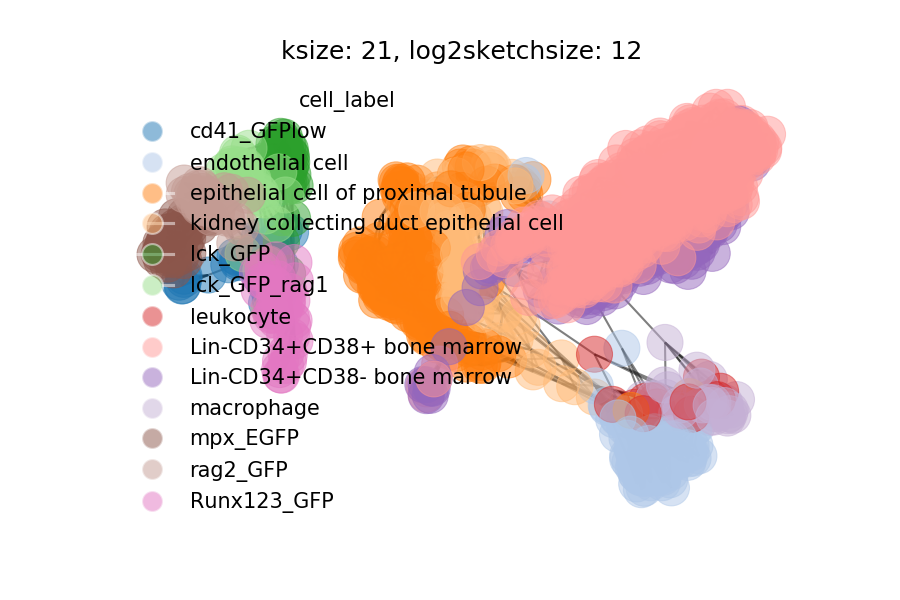 ksize: 21, log2sketchsize: 12
cell_label
cd41_GFPlow
endothelial cell
epithelial cell of proximal tubule
kidney collecting duct epithelial cell
lck_GFP
lck_GFP_rag1
leukocyte
Lin-CD34+CD38+ bone marrow
Lin-CD34+CD38- bone marrow
macrophage
mpx_EGFP
rag2_GFP
Runx123_GFP